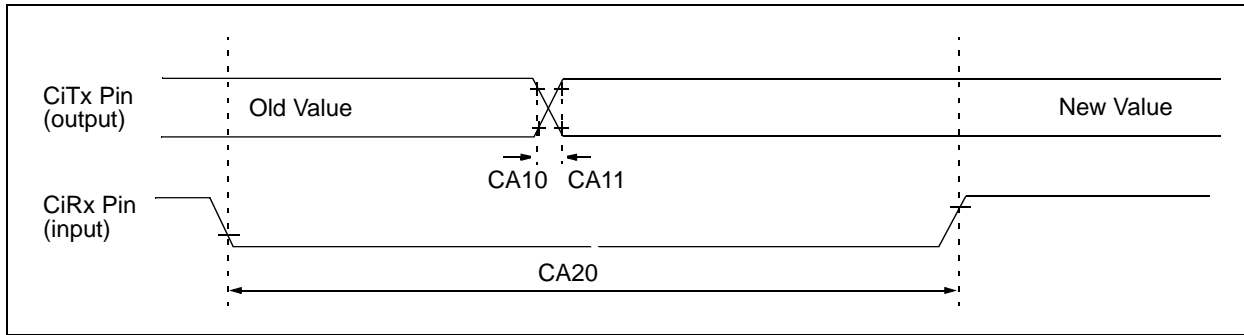 CiTx Pin
(output)
Old Value
New Value
CA10 CA11
CiRx Pin
(input)
CA20